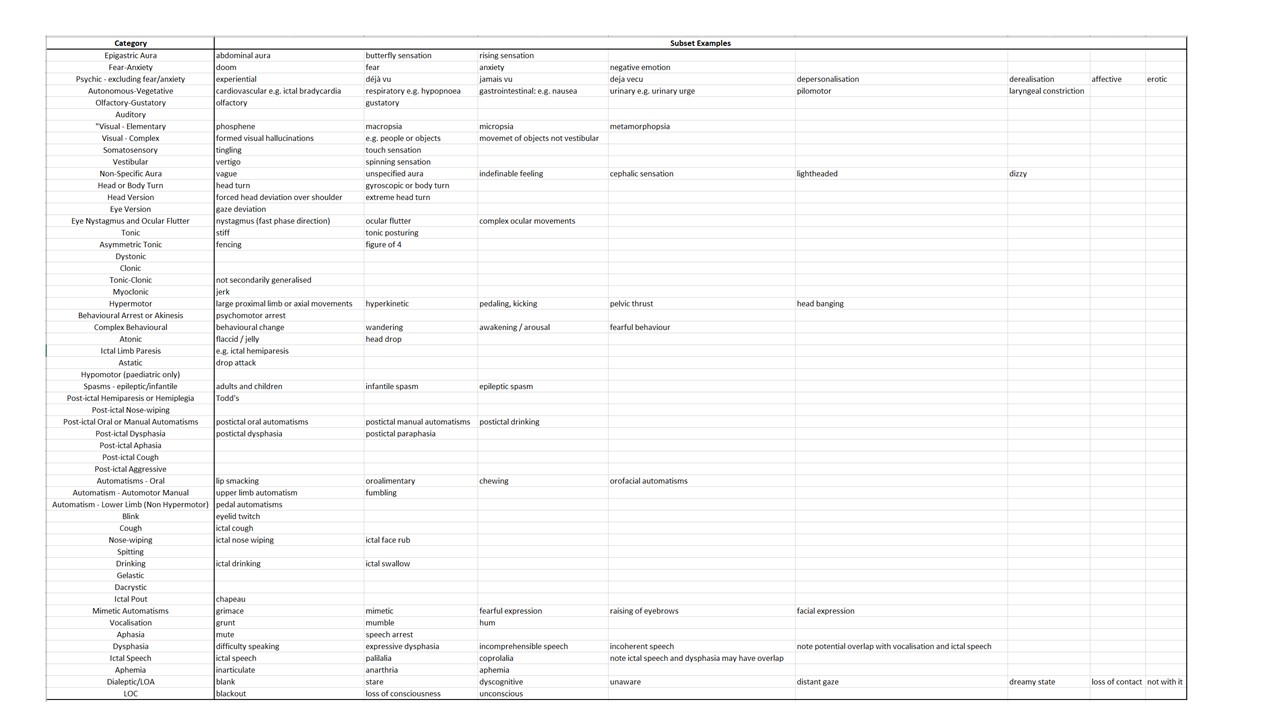 Category Subset Examples
Epigastric Aura abdominal aura butterfly sensation rising sensation
Fear-Anxiety doom fear anxiety negative emotion
Psychic - excluding fear/anxiety experiential déjà vu jamais vu deja vecu depersonalisation derealisation affective erotic
Autonomous-Vegetative cardiovascular e.g. ictal bradycardia respiratory e.g. hypopnoea gastrointestinal: e.g. nausea urinary e.g. urinary urge pilomotor laryngeal constriction
Olfactory-Gustatory olfactory gustatory
Auditory
"Visual - Elementary phosphene macropsia micropsia metamorphopsia
Visual - Complex formed visual hallucinations e.g. people or objects movemet of objects not vestibular
Somatosensory tingling touch sensation
Vestibular vertigo spinning sensation
Non-Specific Aura vague unspecified aura indefinable feeling cephalic sensation lightheaded dizzy
Head or Body Turn head turn gyroscopic or body turn
Head Version forced head deviation over shoulder extreme head turn
Eye Version gaze deviation
Eye Nystagmus and Ocular Flutter nystagmus (fast phase direction) ocular flutter complex ocular movements
Tonic stiff tonic posturing
Asymmetric Tonic fencing figure of 4
Dystonic
Clonic
Tonic-Clonic not secondarily generalised
Myoclonic jerk
Hypermotor large proximal limb or axial movements hyperkinetic pedaling, kicking pelvic thrust head banging
Behavioural Arrest or Akinesis psychomotor arrest
Complex Behavioural behavioural change wandering awakening / arousal fearful behaviour
Atonic flaccid / jelly head drop
Ictal Limb Paresis e.g. ictal hemiparesis
Astatic drop attack
Hypomotor (paediatric only)
Spasms - epileptic/infantile adults and children infantile spasm epileptic spasm
Post-ictal Hemiparesis or Hemiplegia Todd's
Post-ictal Nose-wiping
Post-ictal Oral or Manual Automatisms postictal oral automatisms postictal manual automatisms postictal drinking
Post-ictal Dysphasia postictal dysphasia postictal paraphasia
Post-ictal Aphasia
Post-ictal Cough
Post-ictal Aggressive
Automatisms - Oral lip smacking oroalimentary chewing orofacial automatisms
Automatism - Automotor Manual upper limb automatism fumbling
Automatism - Lower Limb (Non Hypermotor) pedal automatisms
Blink eyelid twitch
Cough ictal cough
Nose-wiping ictal nose wiping ictal face rub
Spitting
Drinking ictal drinking ictal swallow
Gelastic
Dacrystic
Ictal Pout chapeau
Mimetic Automatisms grimace mimetic fearful expression raising of eyebrows facial expression
Vocalisation grunt mumble hum
Aphasia mute speech arrest
Dysphasia difficulty speaking expressive dysphasia incomprehensible speech incoherent speech note potential overlap with vocalisation and ictal speech
Ictal Speech ictal speech palilalia coprolalia note ictal speech and dysphasia may have overlap
Aphemia inarticulate anarthria aphemia
Dialeptic/LOA blank stare dyscognitive unaware distant gaze dreamy state loss of contact not with it
LOC blackout loss of consciousness unconscious